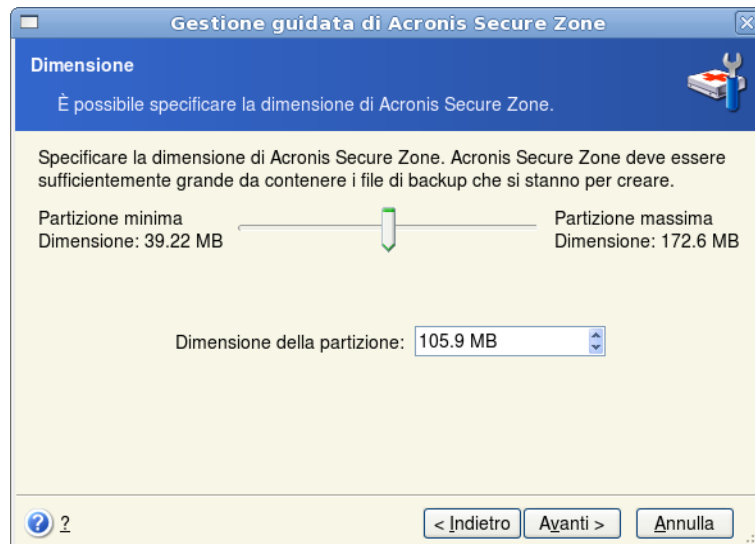 Gestione guidata di Acronis Secure Zone
Dimensione
È possibile specificare la dimensione di Acronis Secure Zone.
Specificare la dimensione di Acronis Secure Zone. Acronis Secure Zone deve essere
sufficientemente grande da contenere i file di backup che si stanno per creare.
Partizione minima
Dimensione: 39.22 MB
Partizione massima
Dimensione: 172.6 MB
Dimensione della partizione: 105.9 MB
? ? < Indietro Avanti > Annulla